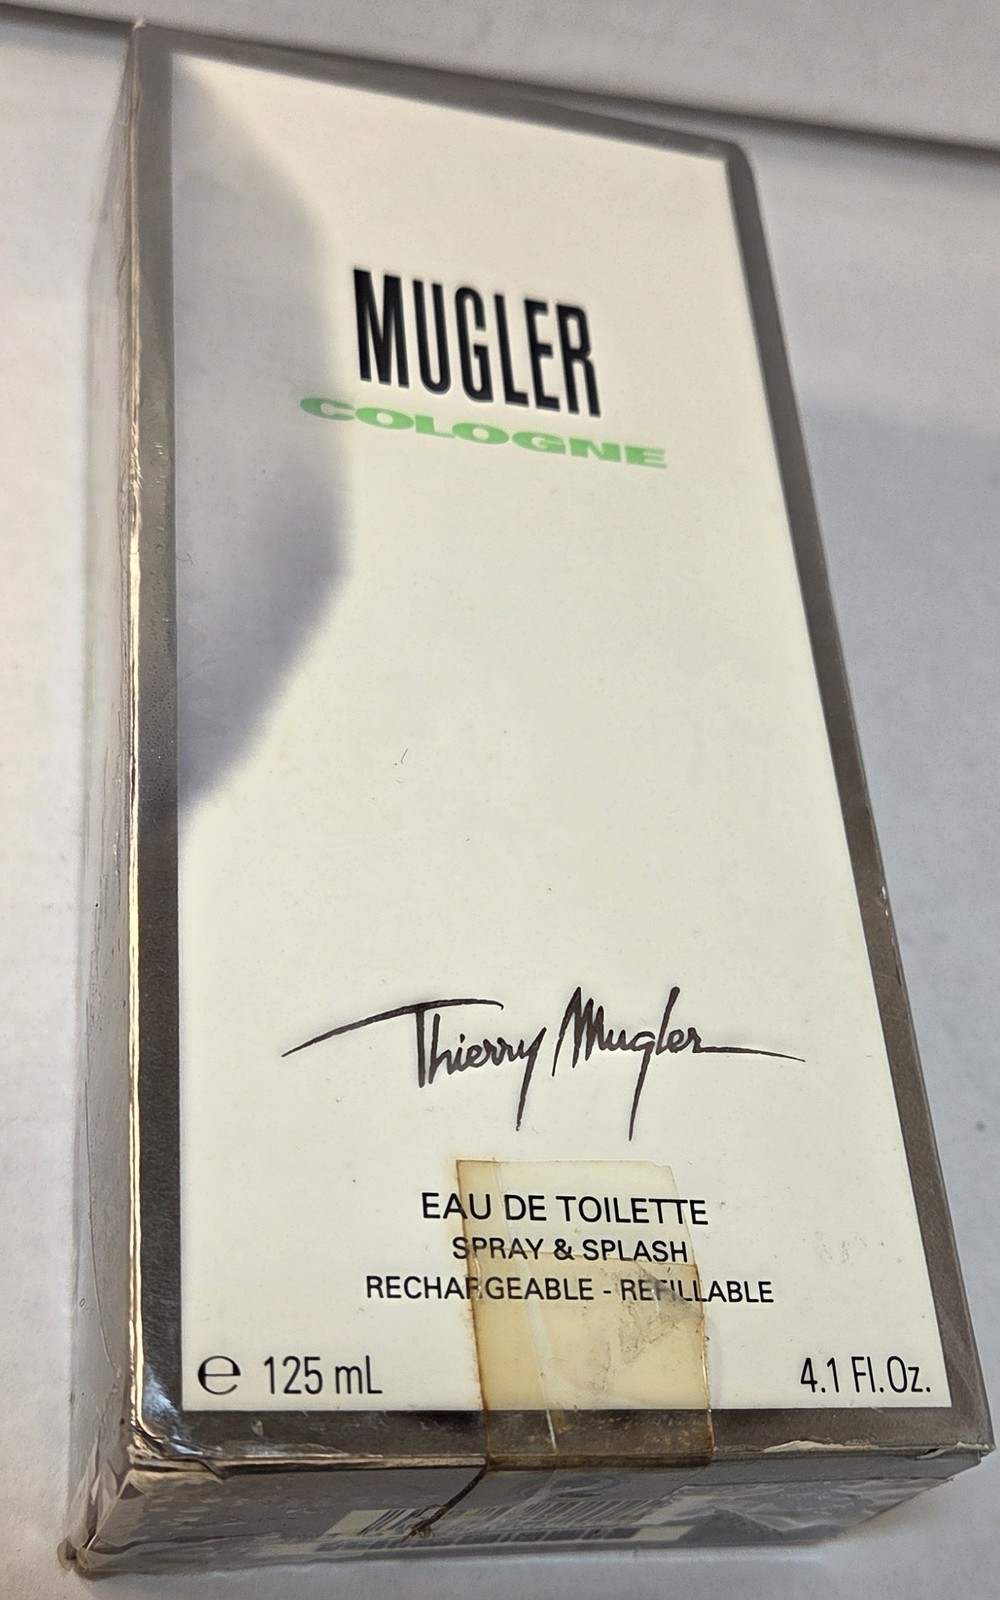 MUGLER
COLOGNE
Thierry Mugler
EAU DE TOILETTE
SPRAY & SPLASH
RECHARGEABLE - REFILLABLE
℮ 125 mL
4.1 Fl.Oz.